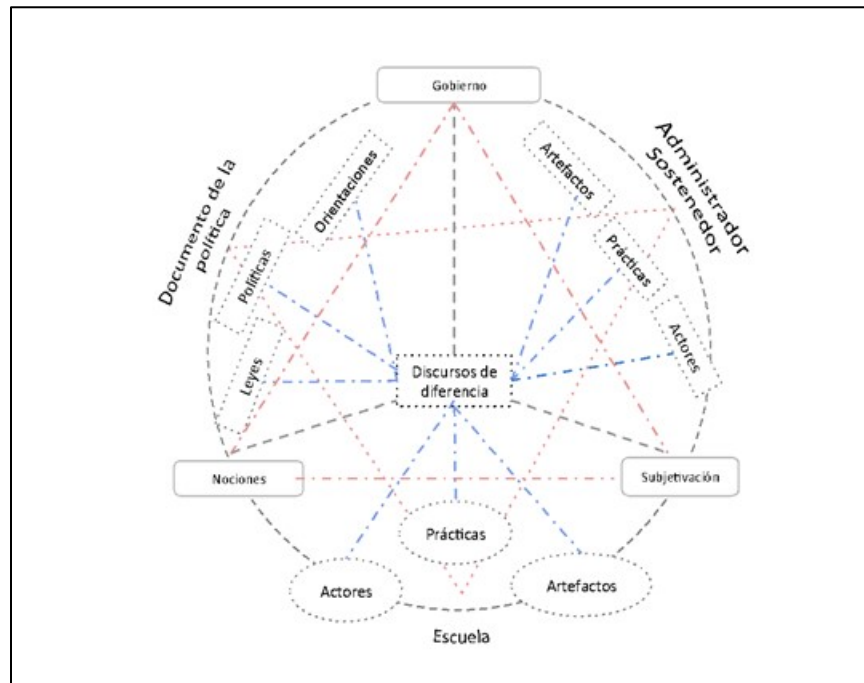 Gobierno
Administrador
Sostenedor
Documento de la
política
Orientaciones
Políticas
Leyes
Artefactos
Prácticas
Actores
Discursos de
diferencia
Nociones
Subjetivación
Prácticas
Actores
Artefactos
Escuela